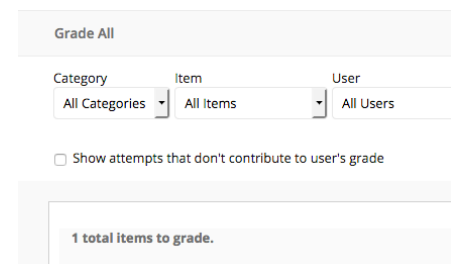 Grade All
Category Item User
All Categories All Items All Users
Show attempts that don't contribute to user's grade
1 total items to grade.